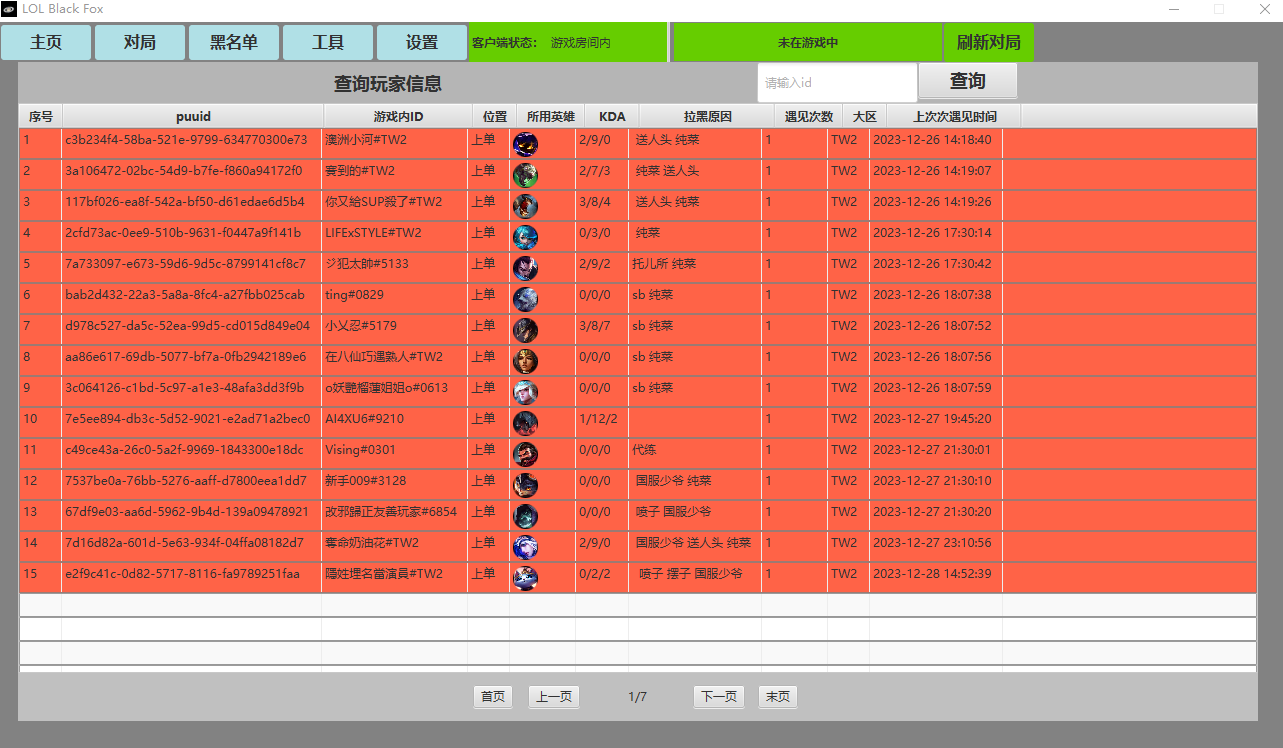 LOL Black Fox
主页 对局 黑名单 工具 设置 客户端状态： 游戏房间内 未在游戏中 刷新对局
查询玩家信息 请输入id 查询
序号 puuid 游戏内ID 位置 所用英雄 KDA 拉黑原因 遇见次数 大区 上次次遇见时间
1 c3b234f4-58ba-521e-9799-634770300e73 澳洲小河#TW2 上单 2/9/0 送人头 纯菜 1 TW2 2023-12-26 14:18:40
2 3a106472-02bc-54d9-b7fe-f860a94172f0 賽到的#TW2 上单 2/7/3 纯菜 送人头 1 TW2 2023-12-26 14:19:07
3 117bf026-ea8f-542a-bf50-d61edae6d5b4 你又給SUP殺了#TW2 上单 3/8/4 送人头 纯菜 1 TW2 2023-12-26 14:19:26
4 2cfd73ac-0ee9-510b-9631-f0447a9f141b LIFExSTYLE#TW2 上单 0/3/0 纯菜 1 TW2 2023-12-26 17:30:14
5 7a733097-e673-59d6-9d5c-8799141cf8c7 ジ犯太帥#5133 上单 2/9/2 托儿所 纯菜 1 TW2 2023-12-26 17:30:42
6 bab2d432-22a3-5a8a-8fc4-a27fbb025cab ting#0829 上单 0/0/0 sb 纯菜 1 TW2 2023-12-26 18:07:38
7 d978c527-da5c-52ea-99d5-cd015d849e04 小乂忍#5179 上单 3/8/7 sb 纯菜 1 TW2 2023-12-26 18:07:52
8 aa86e617-69db-5077-bf7a-0fb2942189e6 在八仙巧遇熟人#TW2 上单 0/0/0 sb 纯菜 1 TW2 2023-12-26 18:07:56
9 3c064126-c1bd-5c97-a1e3-48afa3dd3f9b o妖艷榴蓮姐姐o#0613 上单 0/0/0 sb 纯菜 1 TW2 2023-12-26 18:07:59
10 7e5ee894-db3c-5d52-9021-e2ad71a2bec0 AI4XU6#9210 上单 1/12/2 1 TW2 2023-12-27 19:45:20
11 c49ce43a-26c0-5a2f-9969-1843300e18dc Vising#0301 上单 0/0/0 代练 1 TW2 2023-12-27 21:30:01
12 7537be0a-76bb-5276-aaff-d7800eea1dd7 新手009#3128 上单 0/0/0 国服少爷 纯菜 1 TW2 2023-12-27 21:30:10
13 67df9e03-aa6d-5962-9b4d-139a09478921 改邪歸正友善玩家#6854 上单 0/0/0 喷子 国服少爷 1 TW2 2023-12-27 21:30:20
14 7d16d82a-601d-5e63-934f-04ffa08182d7 奪命奶油花#TW2 上单 2/9/0 国服少爷 送人头 纯菜 1 TW2 2023-12-27 23:10:56
15 e2f9c41c-0d82-5717-8116-fa9789251faa 隱姓埋名當演員#TW2 上单 0/2/2 喷子 摆子 国服少爷 1 TW2 2023-12-28 14:52:39
首页 上一页 1/7 下一页 末页